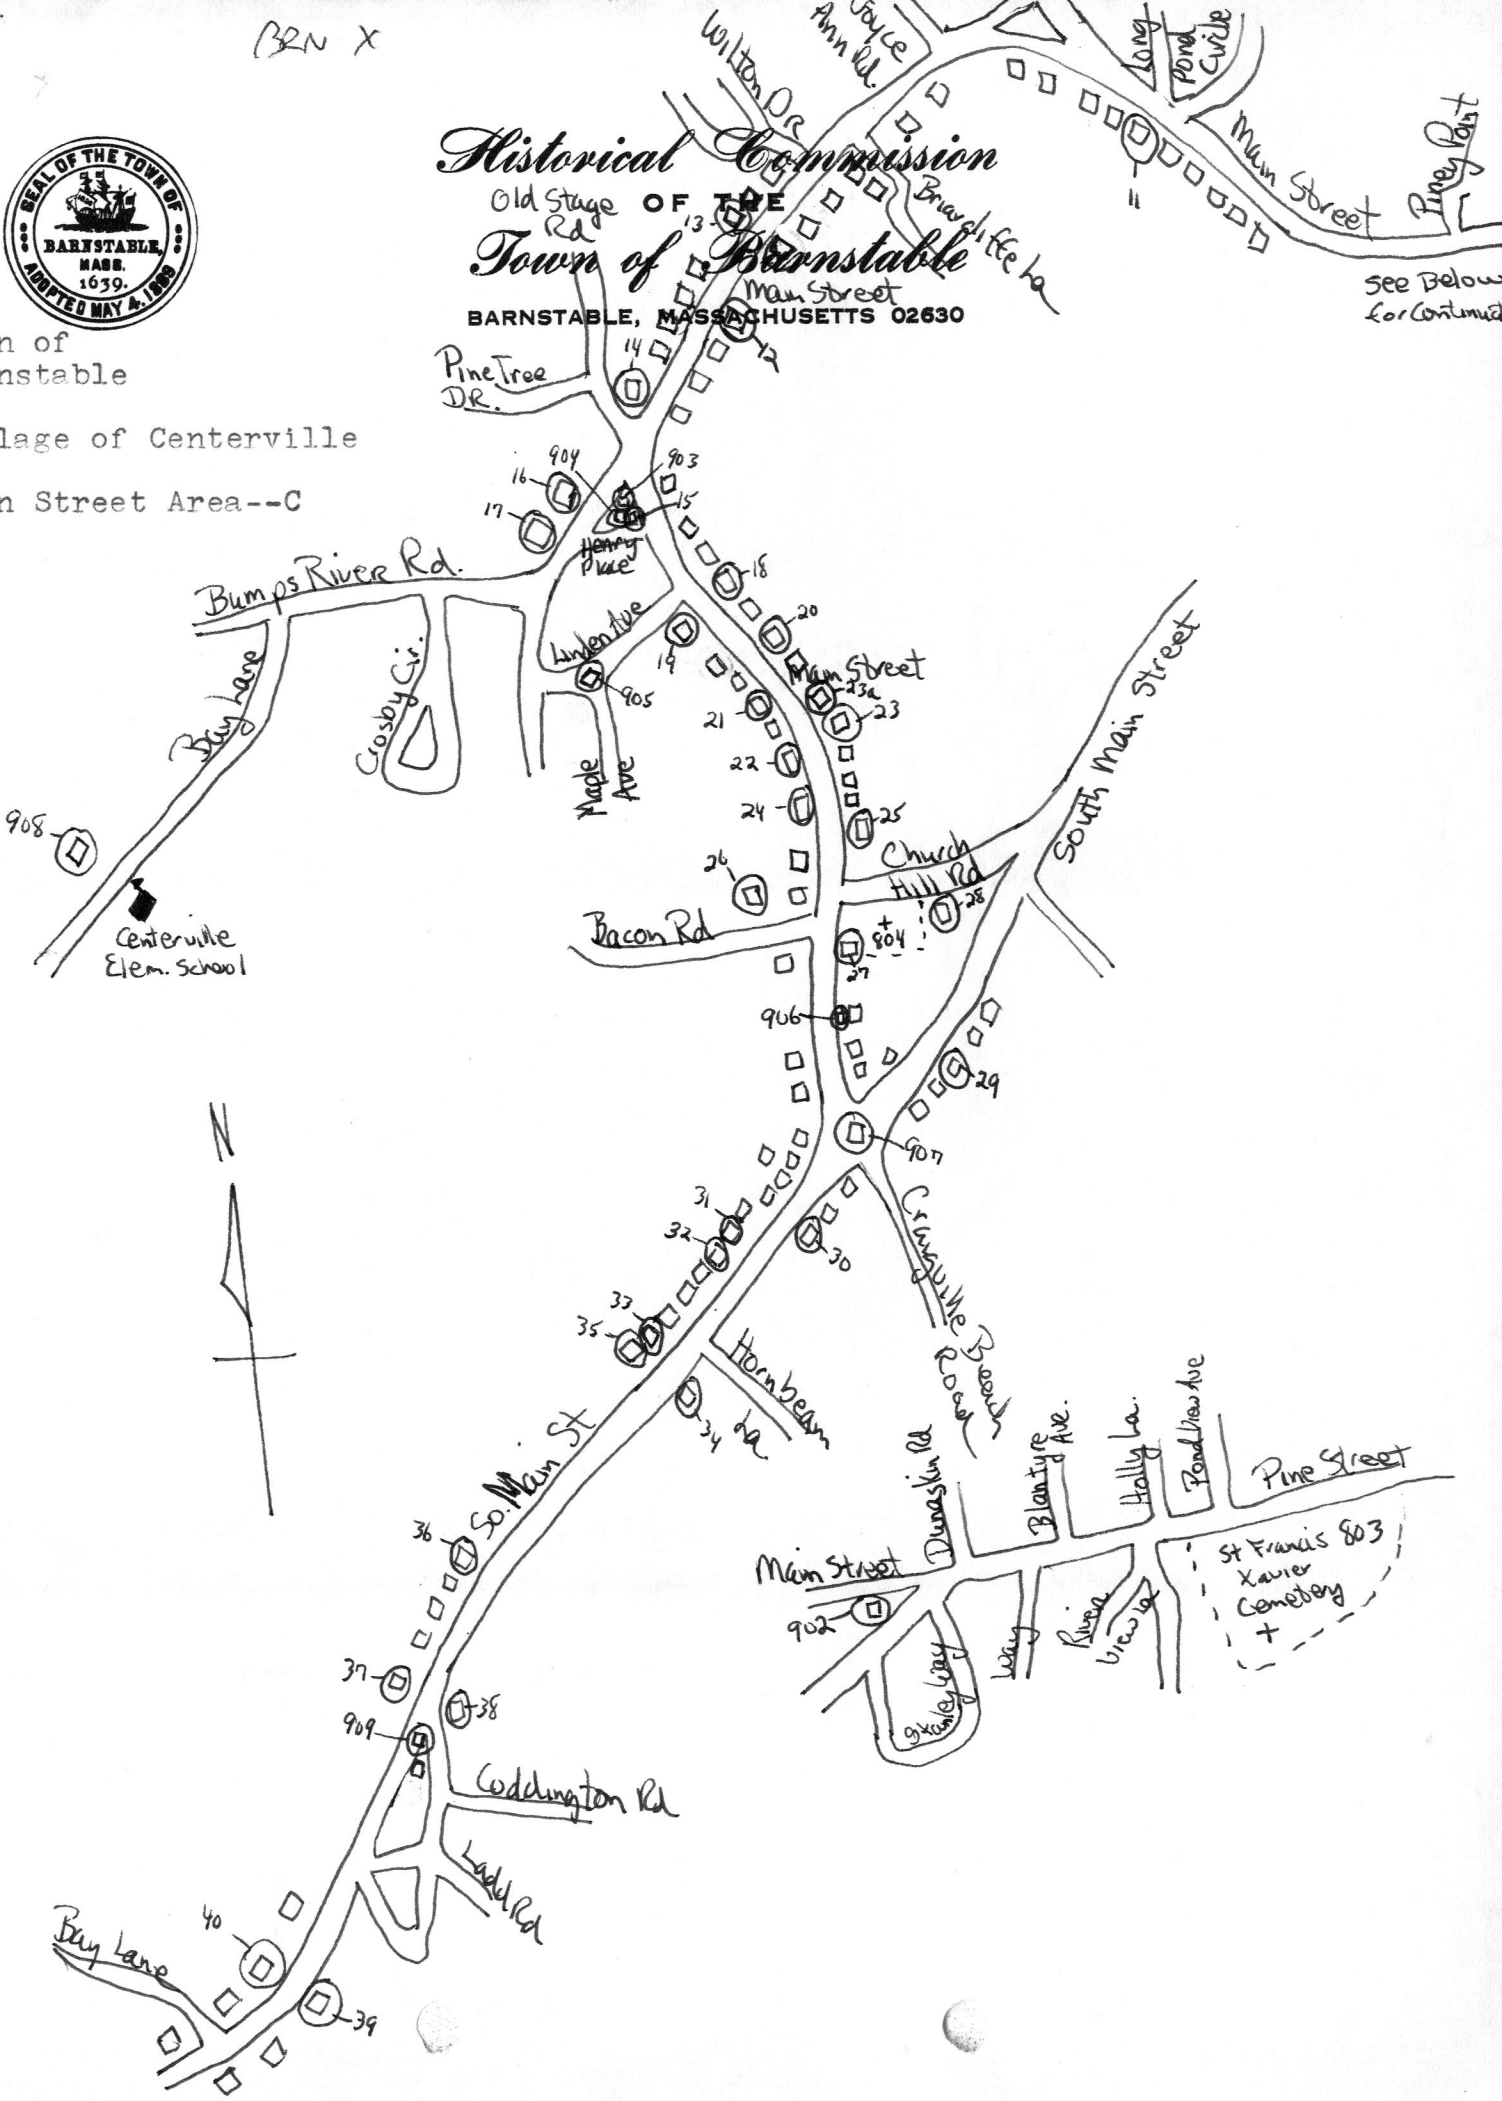 BRN X
Wilton DR
Joyce
Ann Rd.
Long
Pond
Circle
Main Street
Piney Point
SEAL OF THE TOWN OF
BARNSTABLE,
MASS.
1639.
ADOPTED MAY 4, 1889
Historical Commission
OF THE
Town of Barnstable
BARNSTABLE, MASSACHUSETTS 02630
Old Stage
Rd
Briarcliffe La
Main Street
see Below
for Continua
11
12
13
14
n of
nstable
lage of Centerville
n Street Area--C
Pine Tree
DR.
904
903
16
17
15
Henry
Place
18
Bumps River Rd.
Linden Ave
19
20
905
Bay Lane
Crosby Cir.
Maple
Ave
Main Street
23a
23
21
22
24
25
South Main Street
908
Centerville
Elem. School
26
Church
Hill Rd
28
Bacon Rd
+
804
27
906
29
907
N
31
32
30
Craigville Beach
Road
33
35
Hornbeam
La.
34
So. Main St
36
37
38
909
Coddington Rd
Ladd Rd
Bay Lane
40
39
Dunaskin Rd
Blantyre
Ave.
Holly La.
Pond View Ave
Pine Street
Main Street
902
Stanley Way
Way
River
View La
St Francis 803
Xavier
Cemetery
+